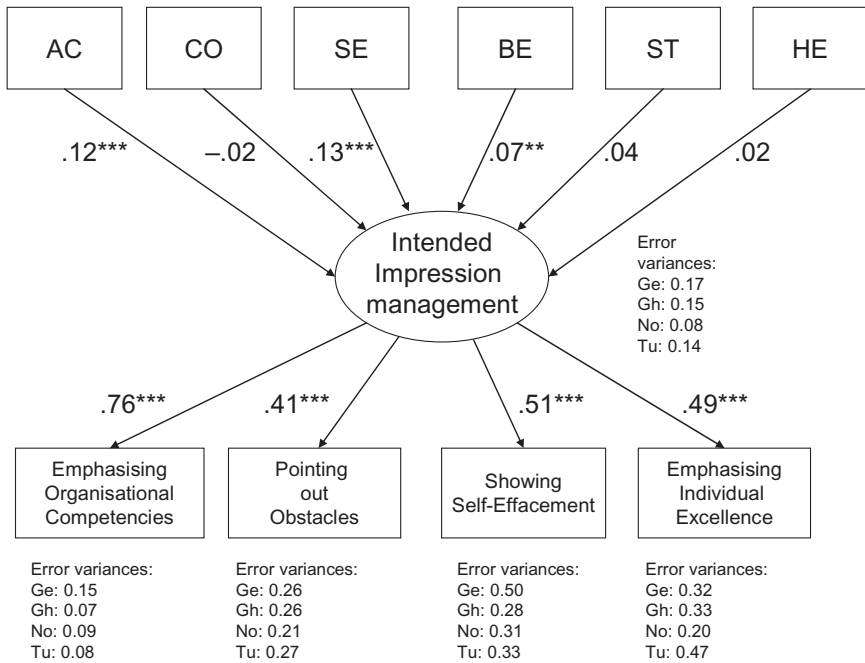 AC
CO
SE
BE
ST
HE
.12***
–.02
.13***
.07**
.04
.02
Intended
Impression
management
Error
variances:
Ge: 0.17
Gh: 0.15
No: 0.08
Tu: 0.14
.76***
.41***
.51***
.49***
Emphasising
Organisational
Competencies
Pointing
out
Obstacles
Showing
Self-Effacement
Emphasising
Individual
Excellence
Error variances:
Ge: 0.15
Gh: 0.07
No: 0.09
Tu: 0.08
Error variances:
Ge: 0.26
Gh: 0.26
No: 0.21
Tu: 0.27
Error variances:
Ge: 0.50
Gh: 0.28
No: 0.31
Tu: 0.33
Error variances:
Ge: 0.32
Gh: 0.33
No: 0.20
Tu: 0.47